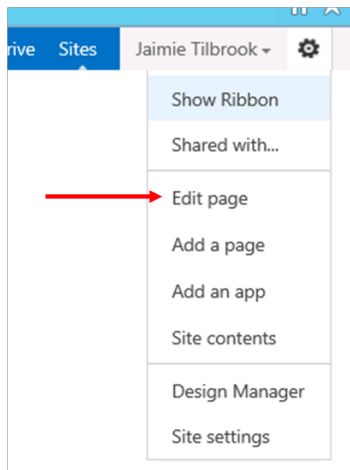 rive Sites Jaimie Tilbrook
Show Ribbon
Shared with...
Edit page
Add a page
Add an app
Site contents
Design Manager
Site settings